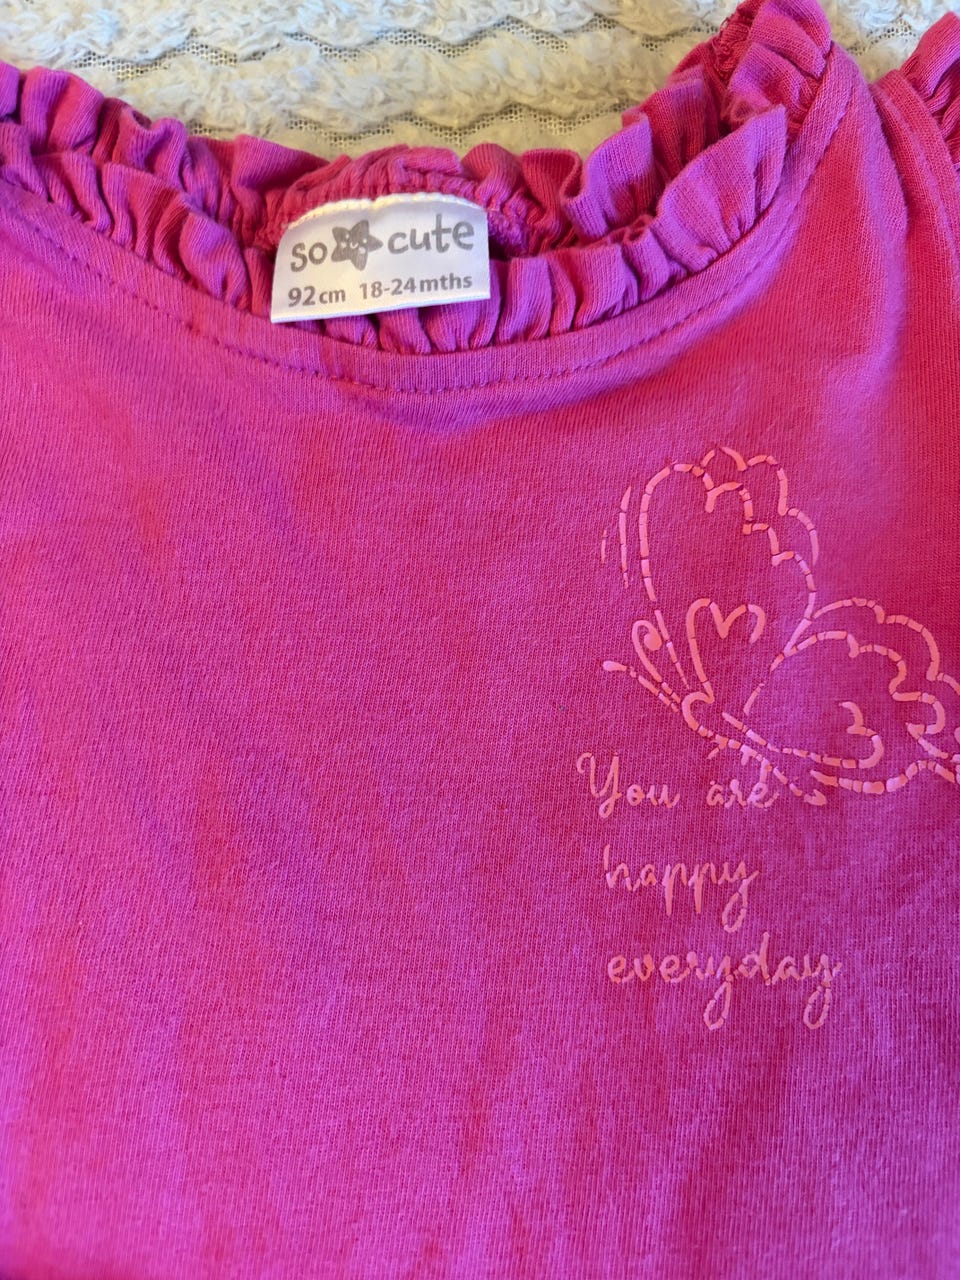 so cute
92cm 18-24mths
You are
happy
everyday